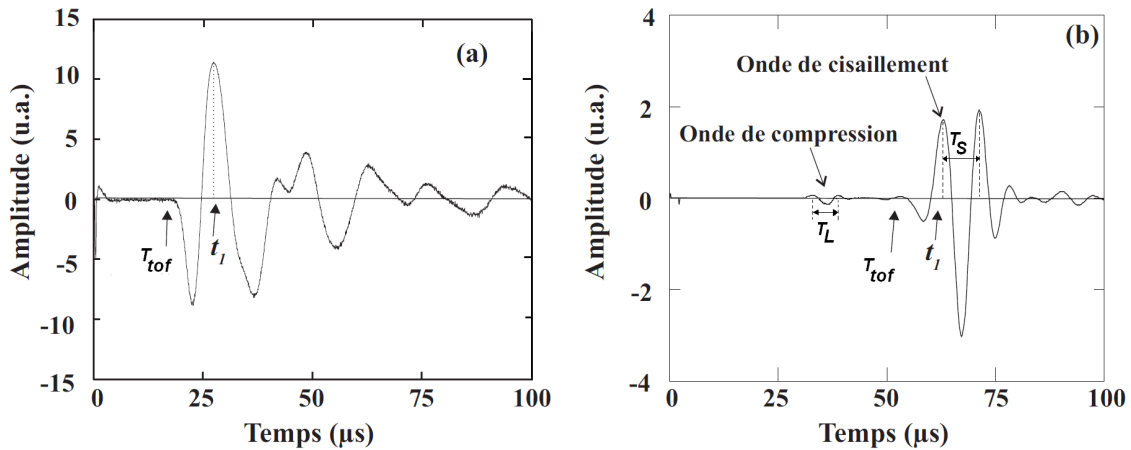 15
10
5
0
-5
-10
-15
Amplitude (u.a.)
(a)
T_tof
t_1
0 25 50 75 100
Temps (µs)
4
2
0
-2
-4
Amplitude (u.a.)
(b)
Onde de cisaillement
Onde de compression
T_S
T_L
T_tof
t_1
0 25 50 75 100
Temps (µs)